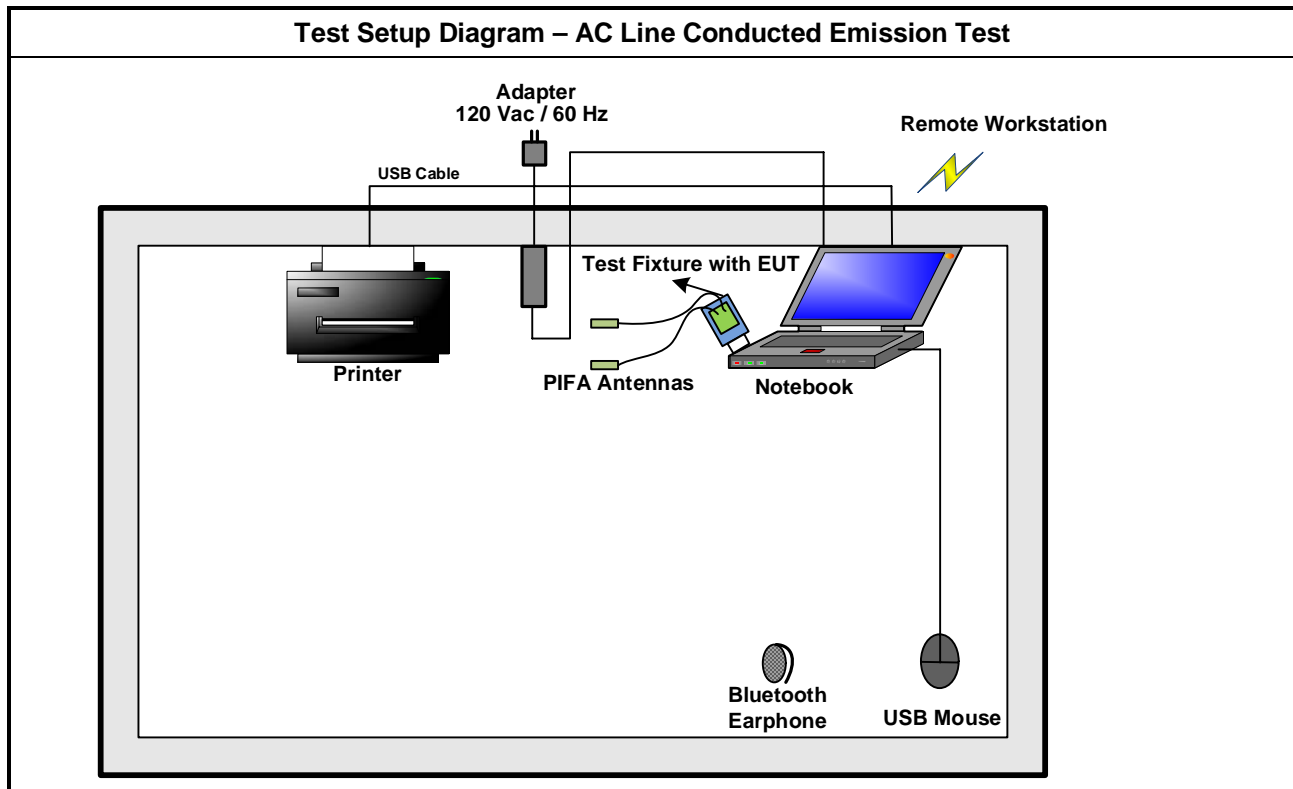 Test Setup Diagram – AC Line Conducted Emission Test
Adapter
120 Vac / 60 Hz
Remote Workstation
USB Cable
Test Fixture with EUT
Printer
PIFA Antennas
Notebook
Bluetooth
Earphone
USB Mouse